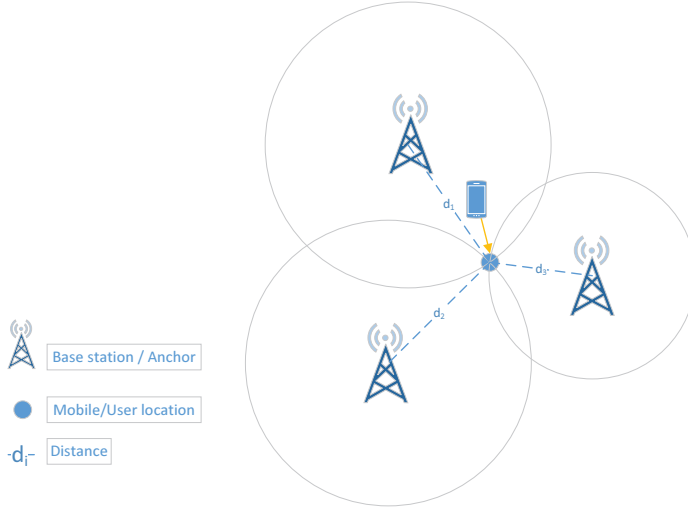 d1
d3
d2
Base station / Anchor
Mobile/User location
-di-
Distance